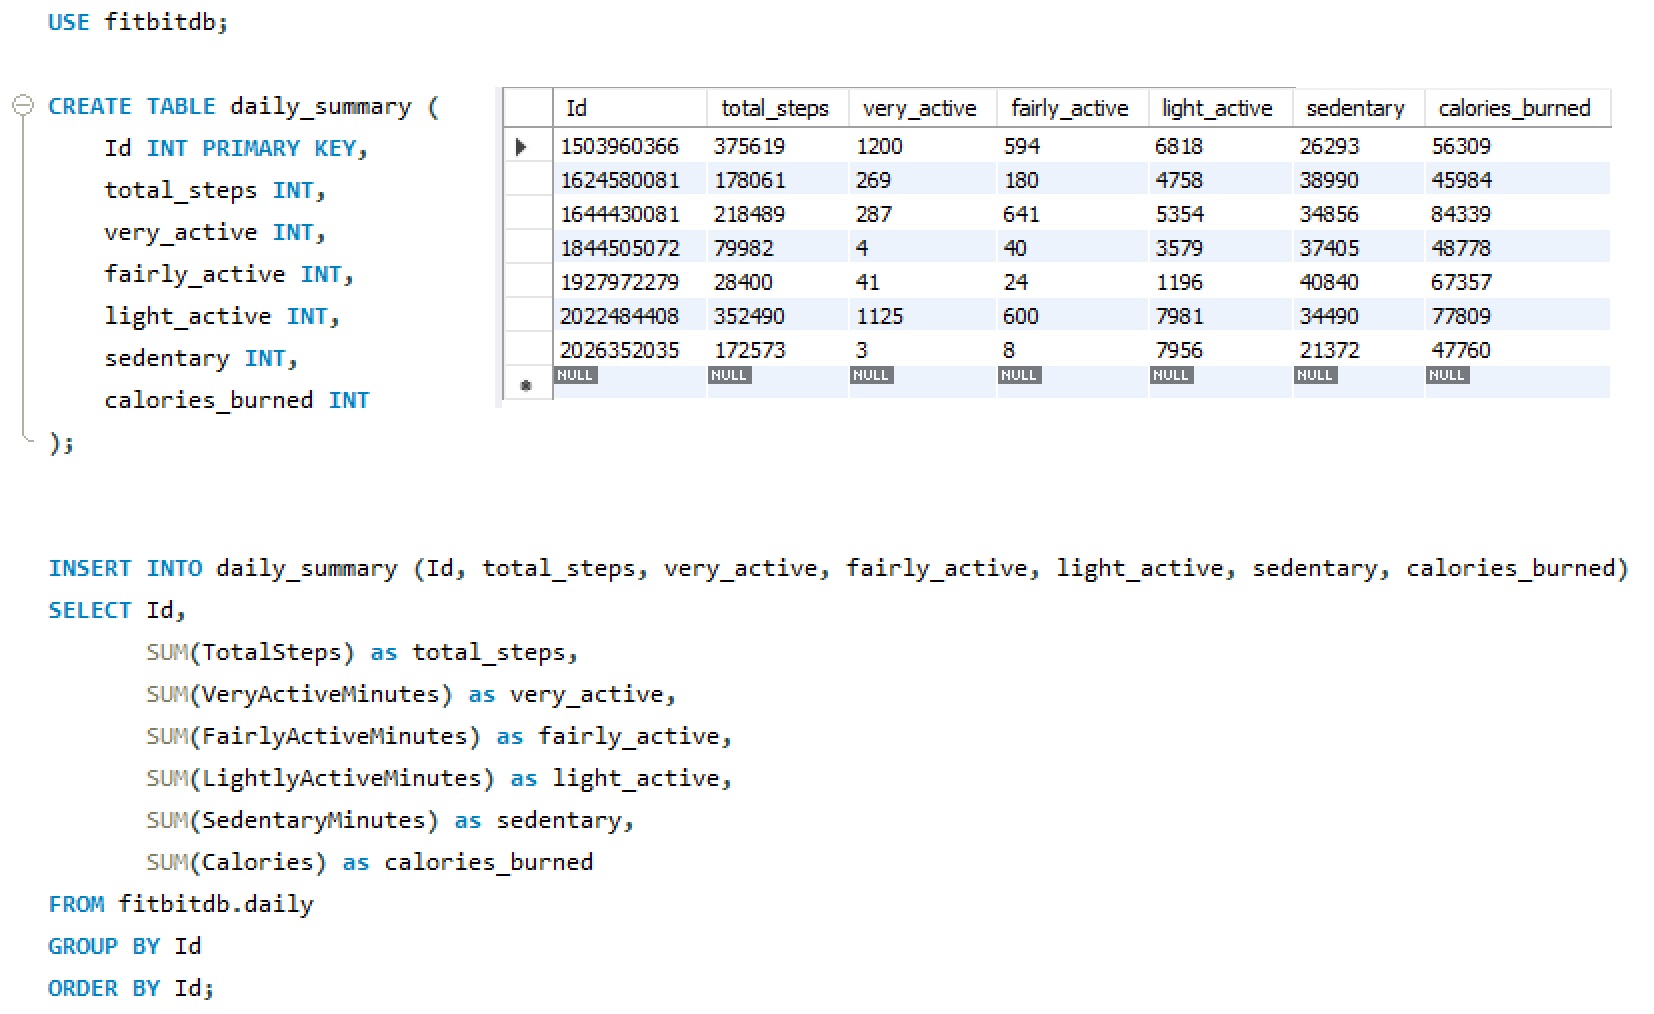 USE fitbitdb;
CREATE TABLE daily_summary (
Id INT PRIMARY KEY,
total_steps INT,
very_active INT,
fairly_active INT,
light_active INT,
sedentary INT,
calories_burned INT
);
Id total_steps very_active fairly_active light_active sedentary calories_burned
1503960366 375619 1200 594 6818 26293 56309
1624580081 178061 269 180 4758 38990 45984
1644430081 218489 287 641 5354 34856 84339
1844505072 79982 4 40 3579 37405 48778
1927972279 28400 41 24 1196 40840 67357
2022484408 352490 1125 600 7981 34490 77809
2026352035 172573 3 8 7956 21372 47760
NULL NULL NULL NULL NULL NULL NULL
INSERT INTO daily_summary (Id, total_steps, very_active, fairly_active, light_active, sedentary, calories_burned)
SELECT Id,
SUM(TotalSteps) as total_steps,
SUM(VeryActiveMinutes) as very_active,
SUM(FairlyActiveMinutes) as fairly_active,
SUM(LightlyActiveMinutes) as light_active,
SUM(SedentaryMinutes) as sedentary,
SUM(Calories) as calories_burned
FROM fitbitdb.daily
GROUP BY Id
ORDER BY Id;